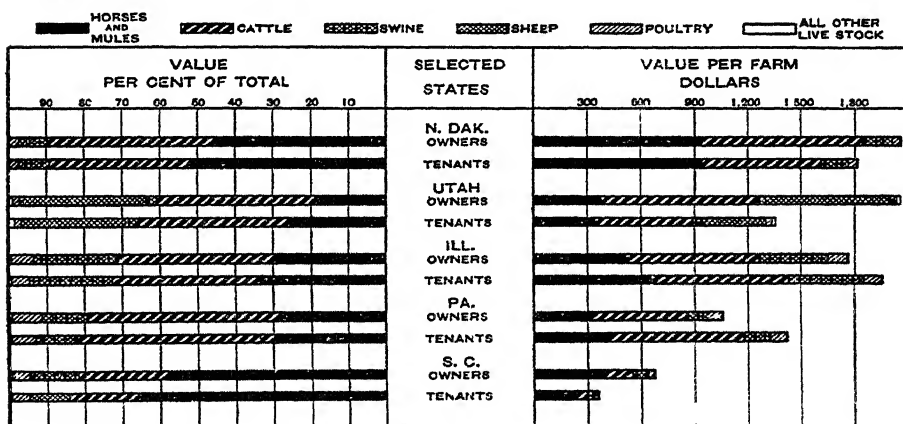 HORSES AND MULES
CATTLE
SWINE
SHEEP
POULTRY
ALL OTHER LIVE STOCK
VALUE
PER CENT OF TOTAL
SELECTED
STATES
VALUE PER FARM
DOLLARS
90 80 70 60 50 40 30 20 10
300 600 900 1,200 1,500 1,800
N. DAK.
OWNERS
TENANTS
UTAH
OWNERS
TENANTS
ILL.
OWNERS
TENANTS
PA.
OWNERS
TENANTS
S. C.
OWNERS
TENANTS